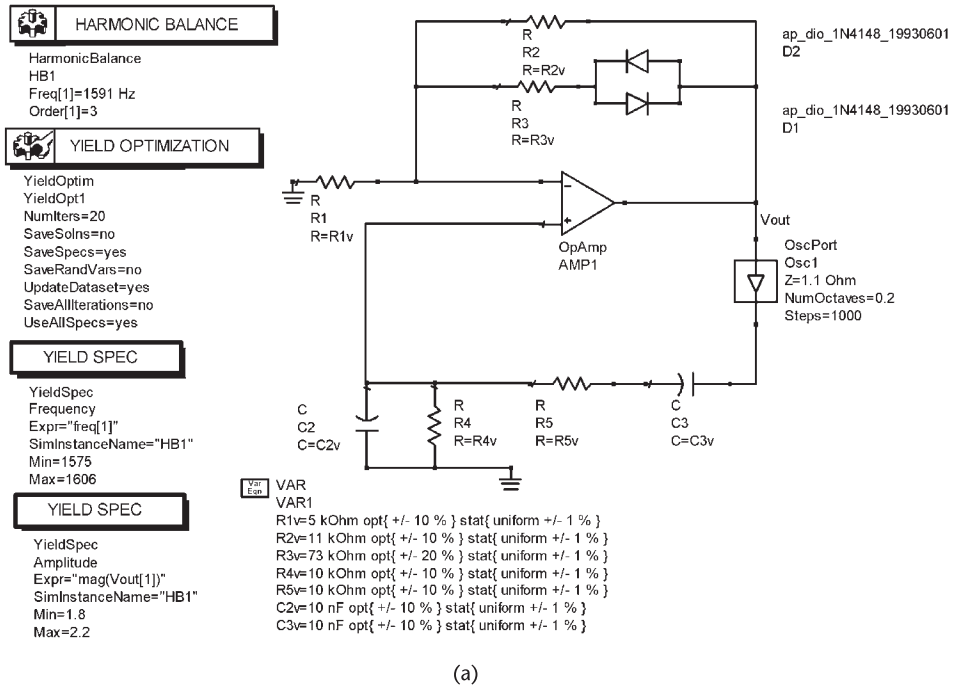 HARMONIC BALANCE
HarmonicBalance
HB1
Freq[1]=1591 Hz
Order[1]=3
YIELD OPTIMIZATION
YieldOptim
YieldOpt1
NumIters=20
SaveSolns=no
SaveSpecs=yes
SaveRandVars=no
UpdateDataset=yes
SaveAllIterations=no
UseAllSpecs=yes
YIELD SPEC
YieldSpec
Frequency
Expr="freq[1]"
SimInstanceName="HB1"
Min=1575
Max=1606
YIELD SPEC
YieldSpec
Amplitude
Expr="mag(Vout[1])"
SimInstanceName="HB1"
Min=1.8
Max=2.2
R
R2
R=R2v
R
R3
R=R3v
ap_dio_1N4148_19930601
D2
ap_dio_1N4148_19930601
D1
R
R1
R=R1v
OpAmp
AMP1
Vout
OscPort
Osc1
Z=1.1 Ohm
NumOctaves=0.2
Steps=1000
C
C2
C=C2v
R
R4
R=R4v
R
R5
R=R5v
C
C3
C=C3v
Var
Eqn
VAR
VAR1
R1v=5 kOhm opt{ +/- 10 % } stat{ uniform +/- 1 % }
R2v=11 kOhm opt{ +/- 10 % } stat{ uniform +/- 1 % }
R3v=73 kOhm opt{ +/- 20 % } stat{ uniform +/- 1 % }
R4v=10 kOhm opt{ +/- 10 % } stat{ uniform +/- 1 % }
R5v=10 kOhm opt{ +/- 10 % } stat{ uniform +/- 1 % }
C2v=10 nF opt{ +/- 10 % } stat{ uniform +/- 1 % }
C3v=10 nF opt{ +/- 10 % } stat{ uniform +/- 1 % }
(a)